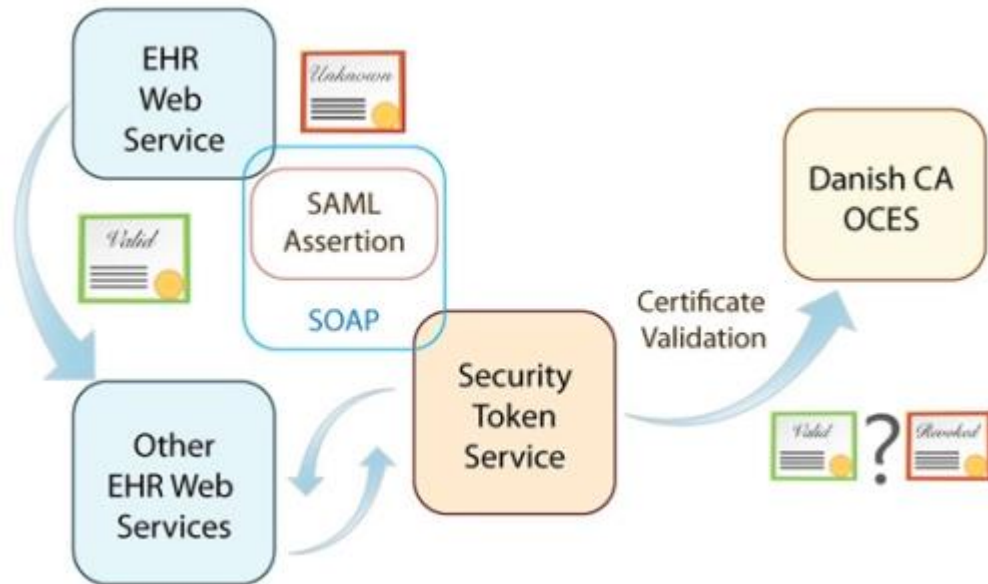 EHR
Web
Service
Unknown
SAML
Assertion
SOAP
Valid
Danish CA
OCES
Certificate
Validation
Security
Token
Service
Other
EHR Web
Services
Valid
?
Revoked